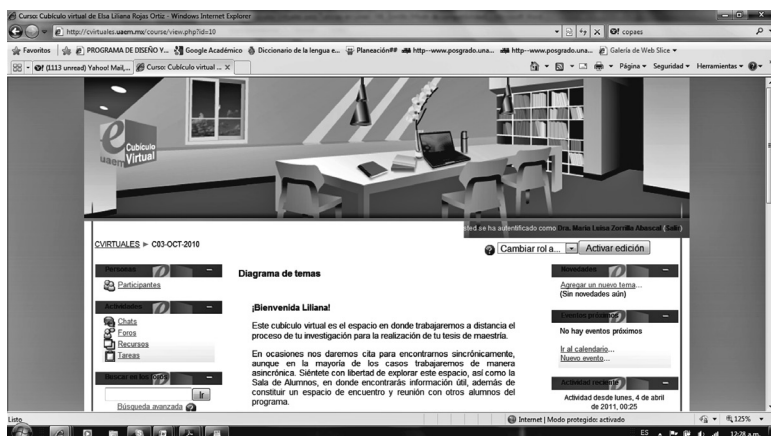 Curso: Cubículo virtual de Elsa Liliana Rojas Ortiz - Windows Internet Explorer
http://cvirtuales.uaem.mx/course/view.php?id=10
copaes
Favoritos
PROGRAMA DE DISEÑO Y...
Google Académico
Diccionario de la lengua e...
Planeación##
http--www.posgrado.una...
http--www.posgrado.una...
Galería de Web Slice
(1113 unread) Yahoo! Mail,...
Curso: Cubículo virtual ...
Página
Seguridad
Herramientas
e
Cubículo
uaem Virtual
sted se ha autentificado como Dra. María Luisa Zorrilla Abascal (Salir)
CVIRTUALES ► C03-OCT-2010
Cambiar rol a...
Activar edición
Personas
Participantes
Actividades
Chats
Foros
Recursos
Tareas
Buscar en los foros
Ir
Búsqueda avanzada
Diagrama de temas
¡Bienvenida Liliana!
Este cubículo virtual es el espacio en donde trabajaremos a distancia el
proceso de tu investigación para la realización de tu tesis de maestría.
En ocasiones nos daremos cita para encontrarnos sincrónicamente,
aunque en la mayoría de los casos trabajaremos de manera
asincrónica. Siéntete con libertad de explorar este espacio, así como la
Sala de Alumnos, en donde encontrarás información útil, además de
constituir un espacio de encuentro y reunión con otros alumnos del
programa.
Novedades
Agregar un nuevo tema...
(Sin novedades aún)
Eventos próximos
No hay eventos próximos
Ir al calendario...
Nuevo evento...
Actividad reciente
Actividad desde lunes, 4 de abril
de 2011, 00:25
Listo
Internet | Modo protegido: activado
125%
ES
12:28 a.m.